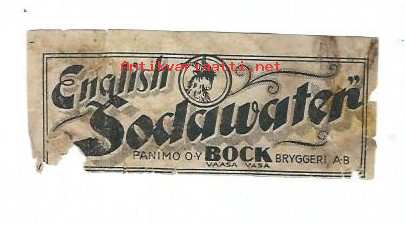 antikvariaatti.net
English
Sodawater"
PANIMO O·Y BOCK BRYGGERI A·B
VAASA VASA